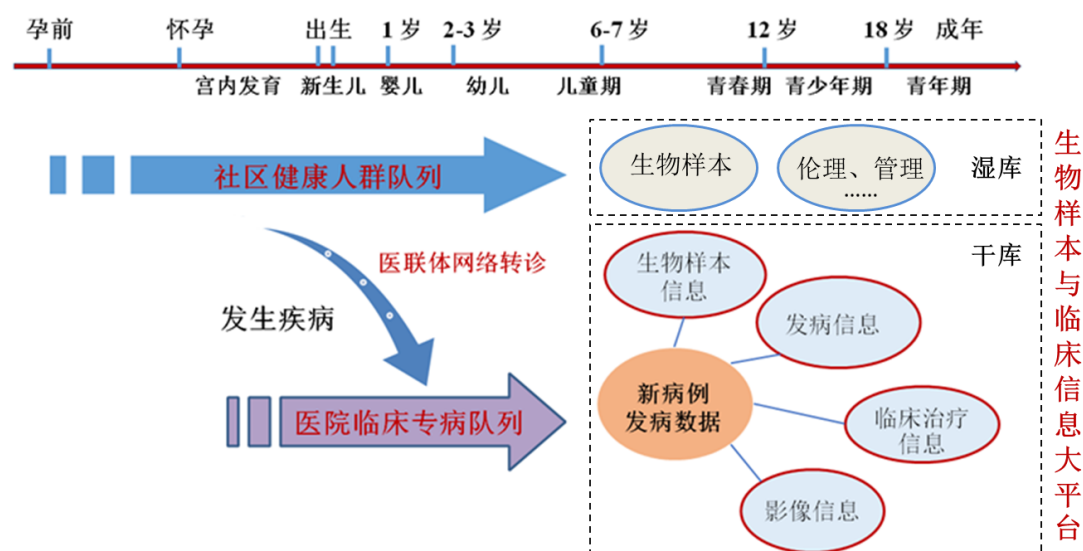 孕前 怀孕 出生 1岁 2-3岁 6-7岁 12岁 18岁 成年
宫内发育 新生儿 婴儿 幼儿 儿童期 青春期 青少年期 青年期
社区健康人群队列
生物样本
伦理、管理
......
湿库
医联体网络转诊
发生疾病
医院临床专病队列
干库
生物样本
信息
发病信息
新病例
发病数据
临床治疗
信息
影像信息
生物样本与临床信息大平台